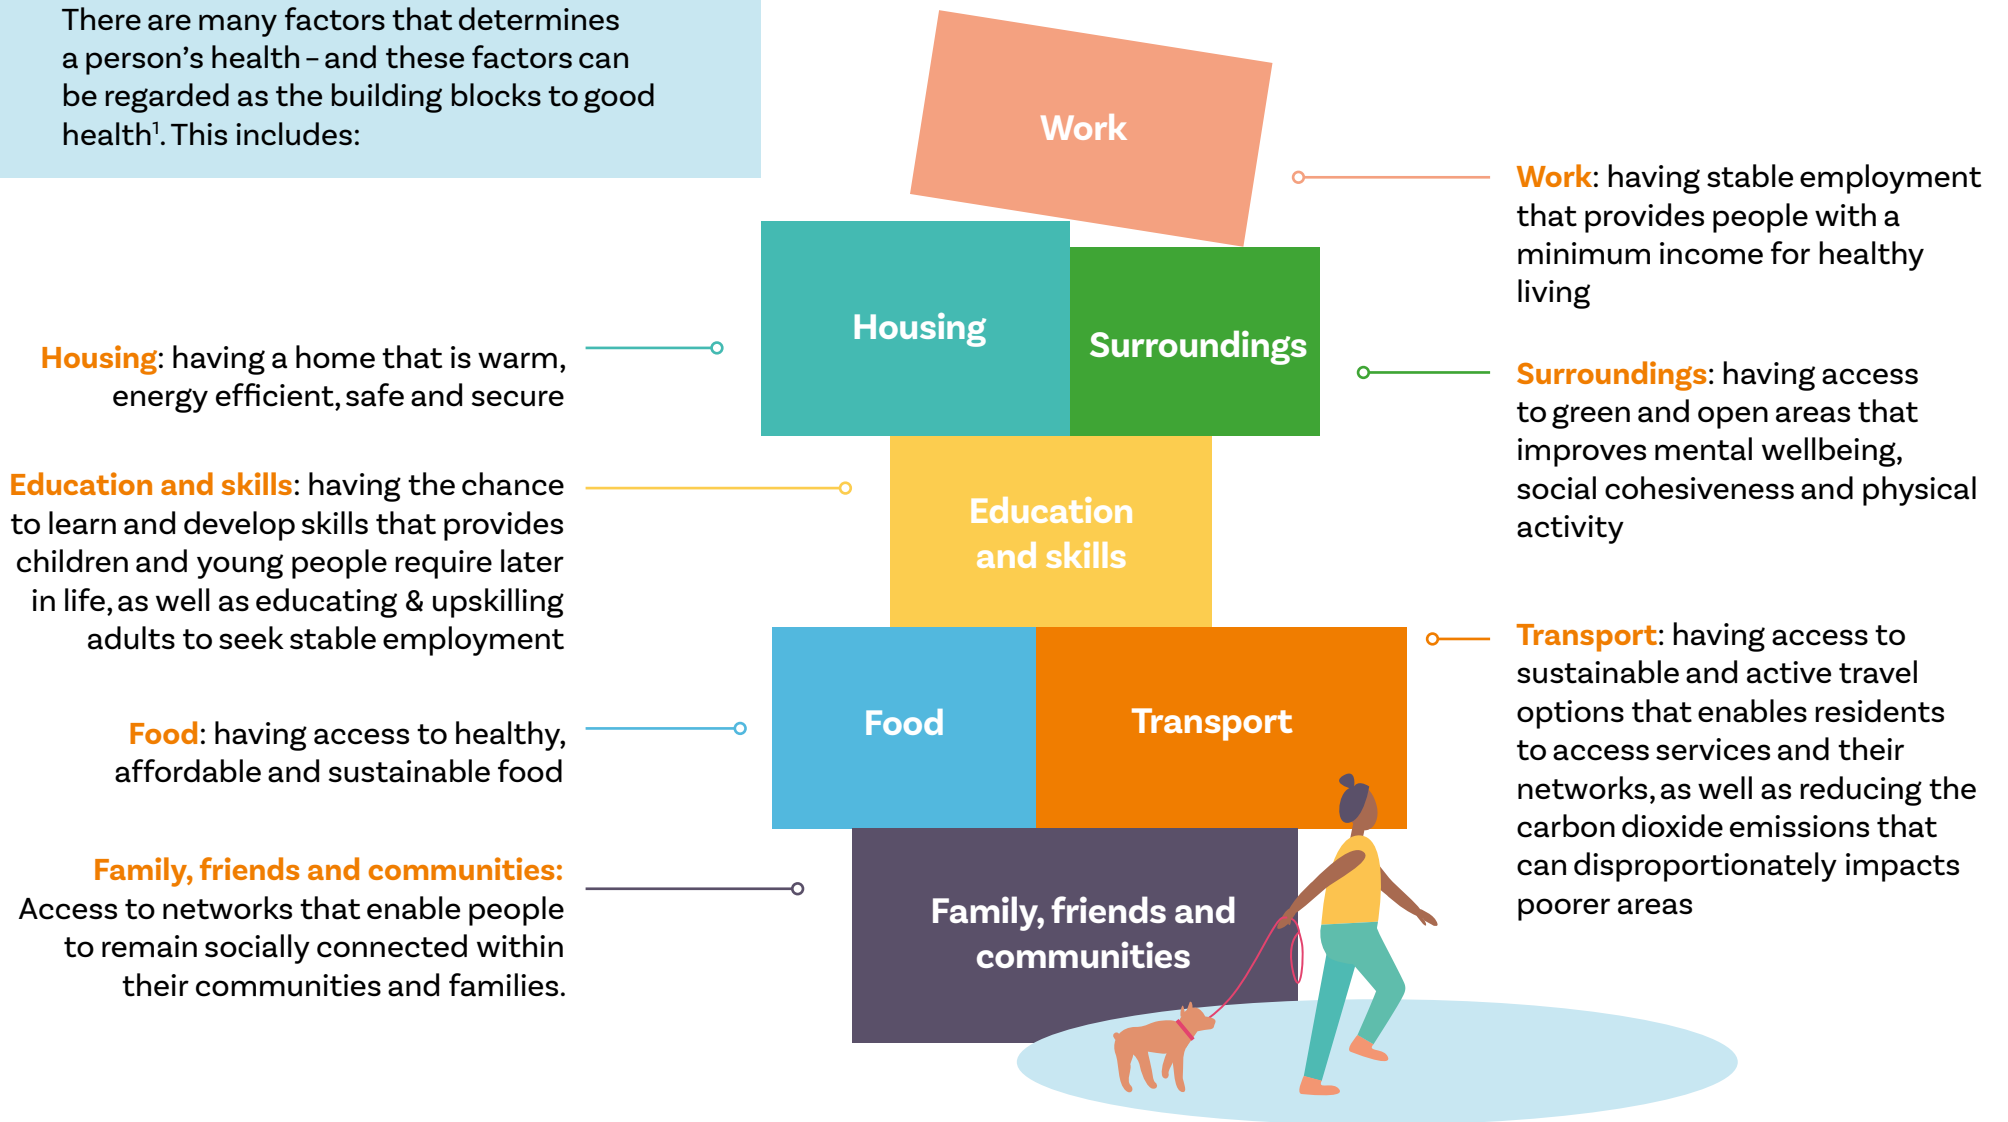 There are many factors that determines
a person's health – and these factors can
be regarded as the building blocks to good
health¹. This includes:
Work
Housing
Surroundings
Education
and skills
Food
Transport
Family, friends and
communities
Housing: having a home that is warm,
energy efficient, safe and secure
Education and skills: having the chance
to learn and develop skills that provides
children and young people require later
in life, as well as educating & upskilling
adults to seek stable employment
Food: having access to healthy,
affordable and sustainable food
Family, friends and communities:
Access to networks that enable people
to remain socially connected within
their communities and families.
Work: having stable employment
that provides people with a
minimum income for healthy
living
Surroundings: having access
to green and open areas that
improves mental wellbeing,
social cohesiveness and physical
activity
Transport: having access to
sustainable and active travel
options that enables residents
to access services and their
networks, as well as reducing the
carbon dioxide emissions that
can disproportionately impacts
poorer areas